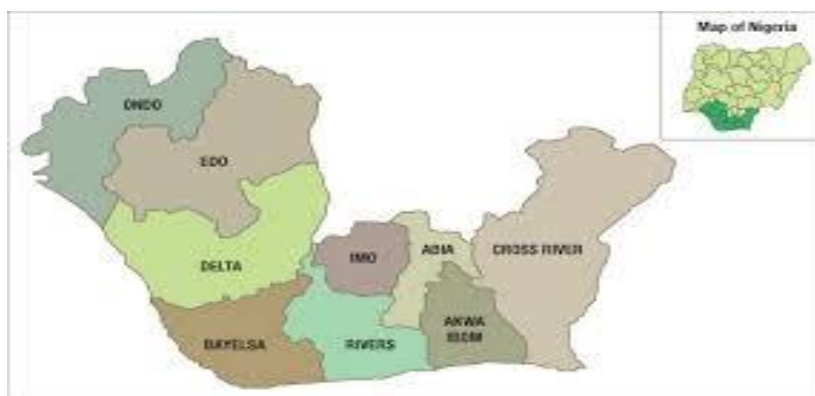 Map of Nigeria
ONDO
EDO
DELTA
IMO
ABIA
CROSS RIVER
BAYELSA
RIVERS
AKWA
IBOM